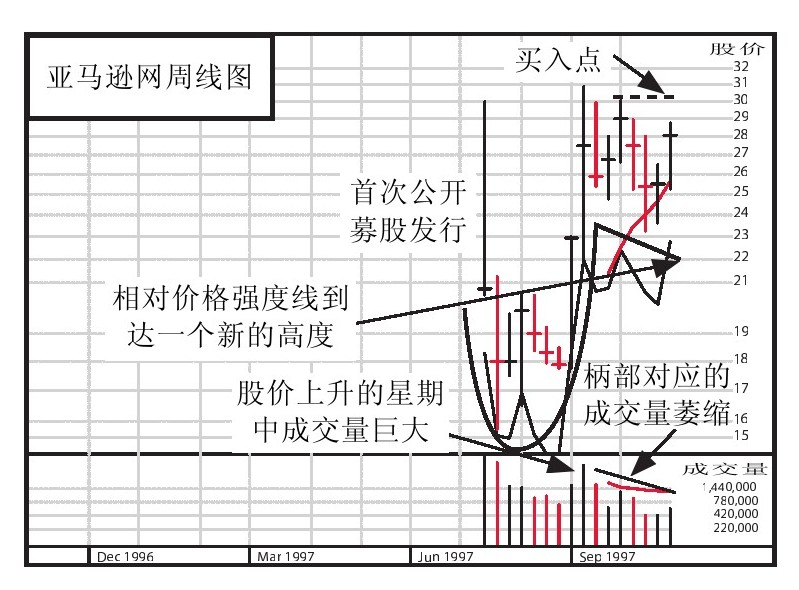 股价
买入点
亚马逊网周线图
32
31
30
29
28
27
26
25
24
23
22
21
19
18
17
16
15
首次公开
募股发行
相对价格强度线到
达一个新的高度
股价上升的星期
中成交量巨大
柄部对应的
成交量萎缩
成交量
1,440,000
780,000
420,000
220,000
Dec 1996
Mar 1997
Jun 1997
Sep 1997